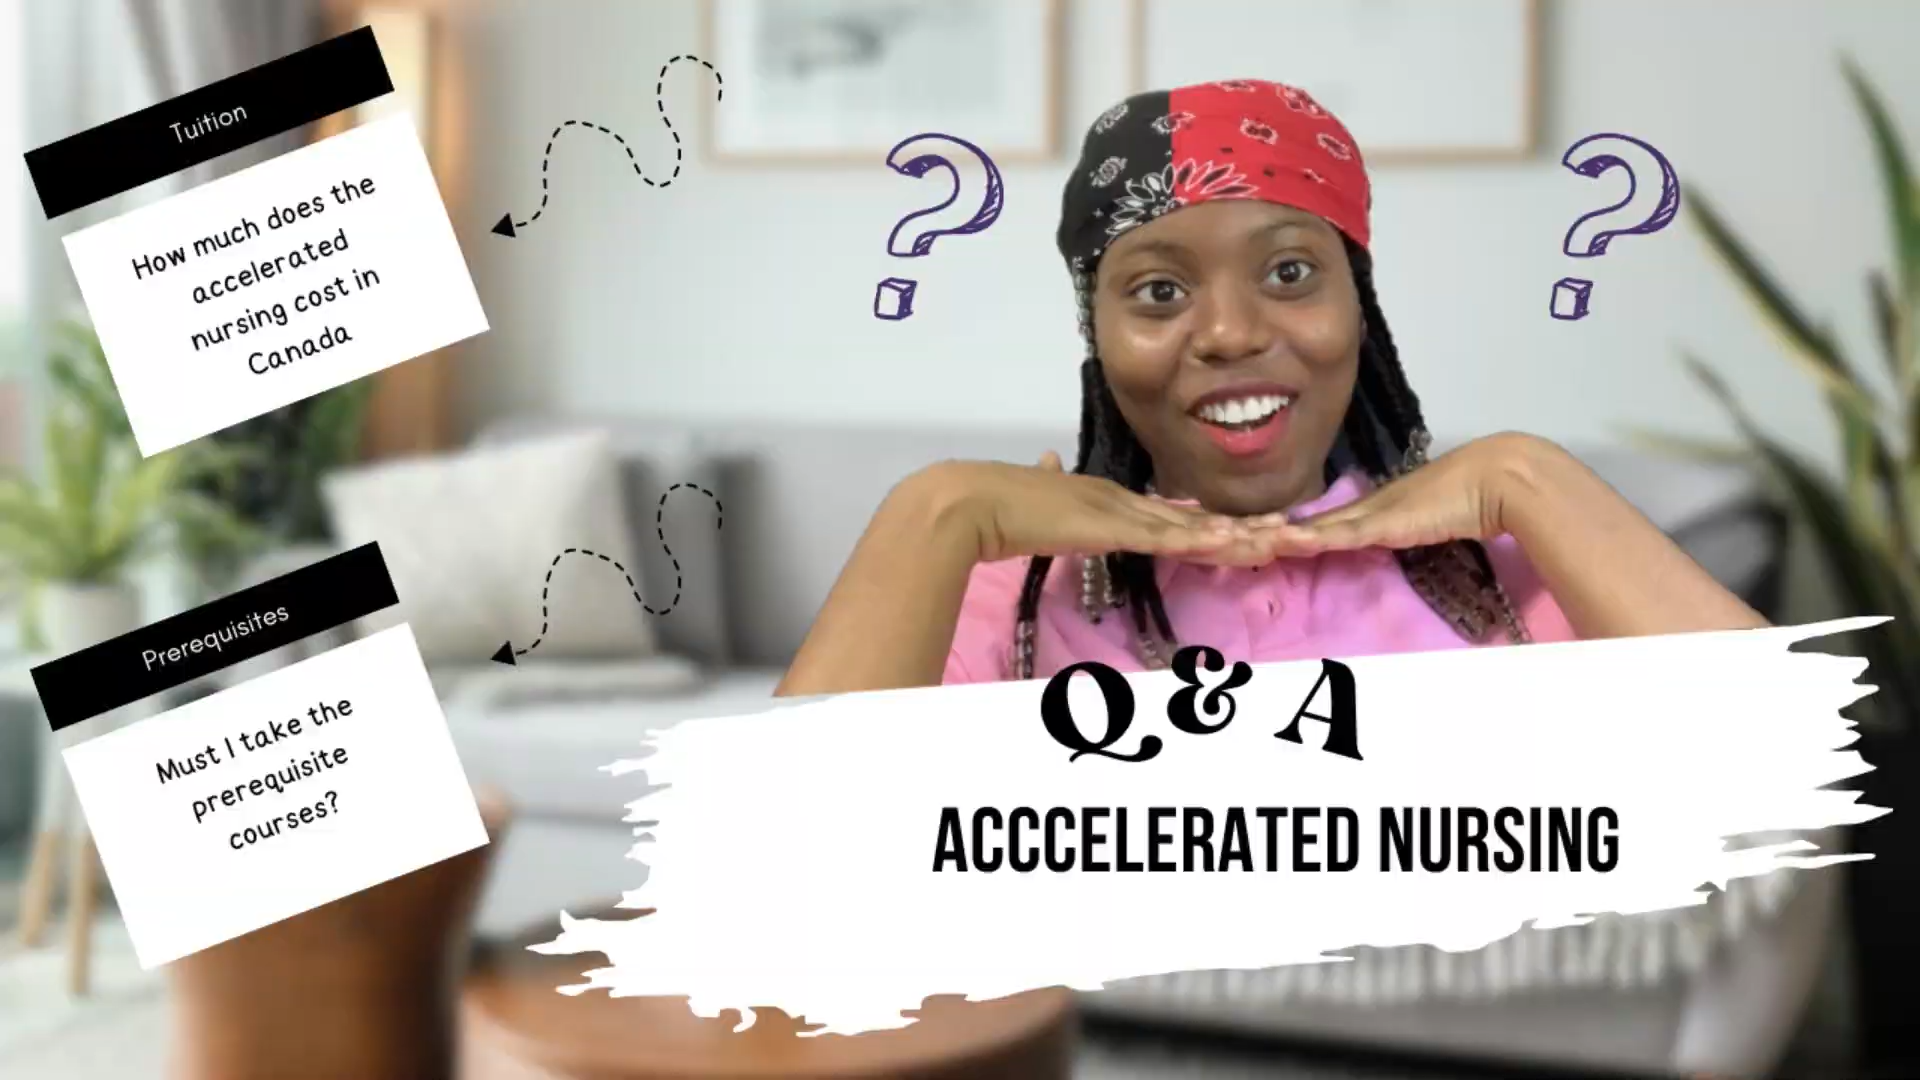 Tuition
How much does the
accelerated
nursing cost in
Canada
Prerequisites
Must I take the
prerequisite
courses?
?
?
Q & A
ACCCELERATED NURSING